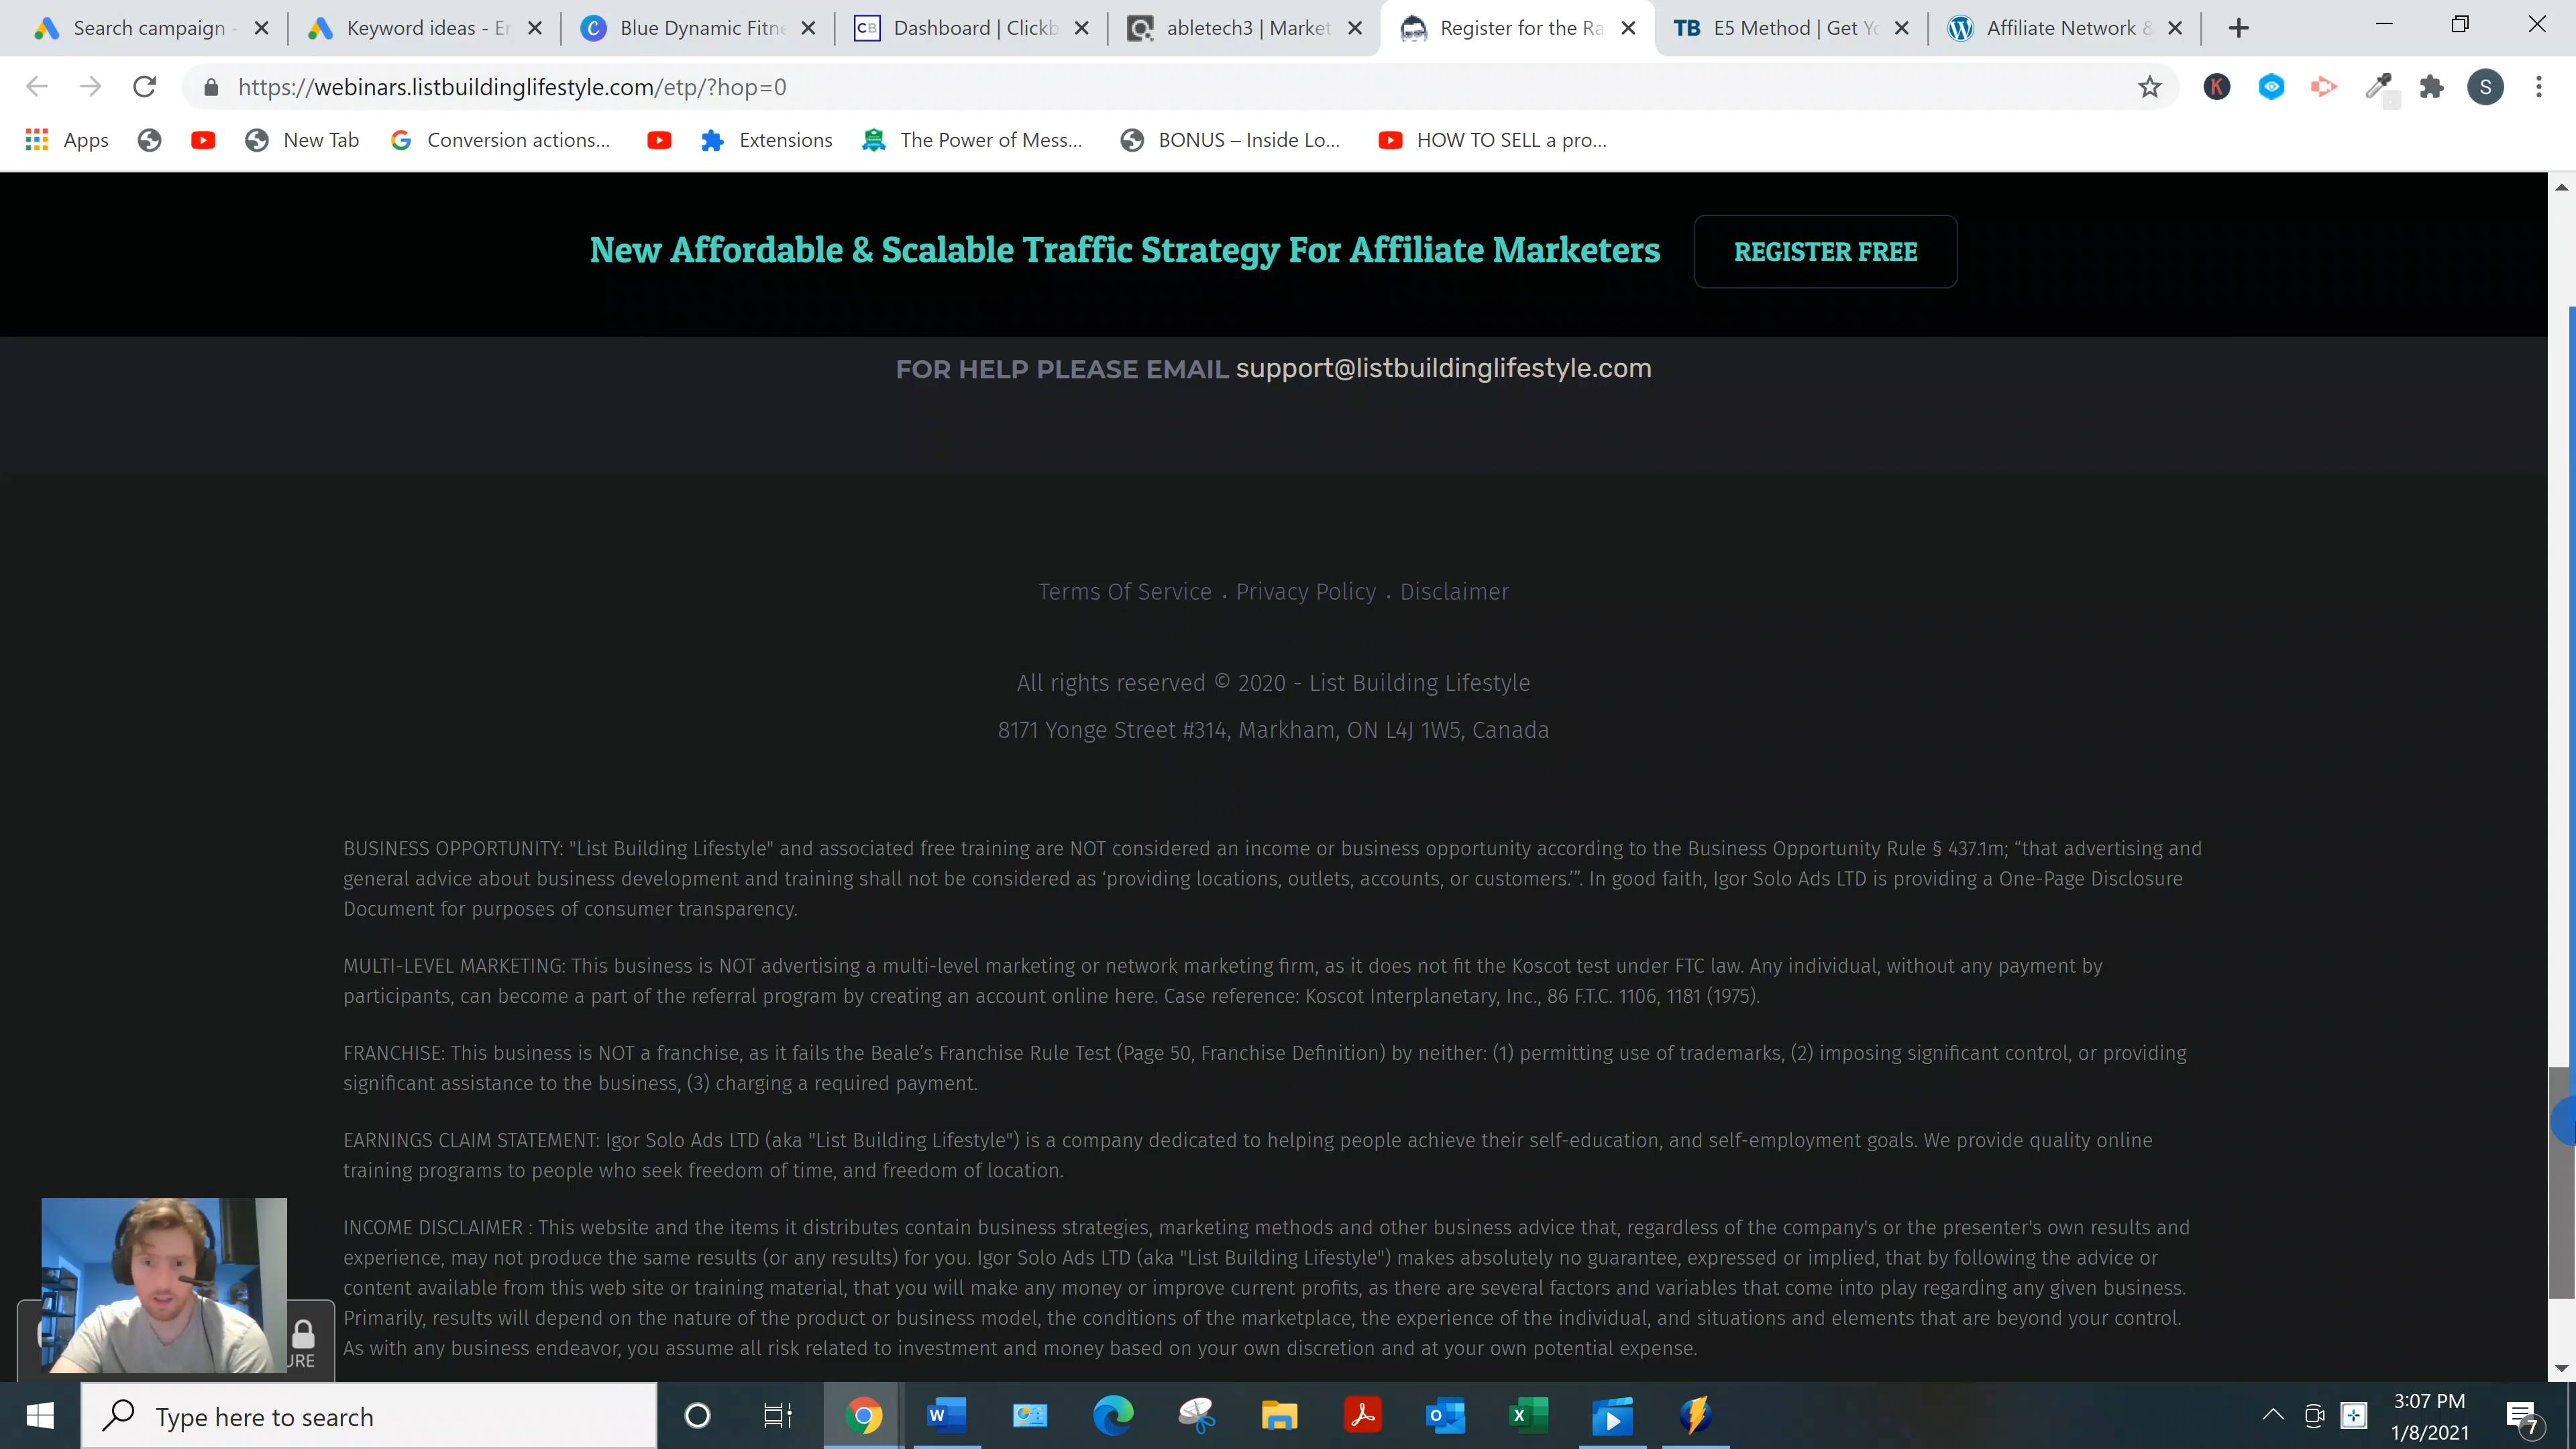 Search campaign -
Keyword ideas - Er
Blue Dynamic Fitne
CB
Dashboard | Clickb
abletech3 | Market
Register for the Ra
TB
E5 Method | Get Yo
Affiliate Network &
https://webinars.listbuildinglifestyle.com/etp/?hop=0
K
S
Apps
New Tab
Conversion actions...
Extensions
The Power of Mess...
BONUS – Inside Lo...
HOW TO SELL a pro...
New Affordable & Scalable Traffic Strategy For Affiliate Marketers
REGISTER FREE
FOR HELP PLEASE EMAIL support@listbuildinglifestyle.com
Terms Of Service . Privacy Policy . Disclaimer
All rights reserved © 2020 - List Building Lifestyle
8171 Yonge Street #314, Markham, ON L4J 1W5, Canada
BUSINESS OPPORTUNITY: "List Building Lifestyle" and associated free training are NOT considered an income or business opportunity according to the Business Opportunity Rule § 437.1m; “that advertising and
general advice about business development and training shall not be considered as ‘providing locations, outlets, accounts, or customers.’”. In good faith, Igor Solo Ads LTD is providing a One-Page Disclosure
Document for purposes of consumer transparency.
MULTI-LEVEL MARKETING: This business is NOT advertising a multi-level marketing or network marketing firm, as it does not fit the Koscot test under FTC law. Any individual, without any payment by
participants, can become a part of the referral program by creating an account online here. Case reference: Koscot Interplanetary, Inc., 86 F.T.C. 1106, 1181 (1975).
FRANCHISE: This business is NOT a franchise, as it fails the Beale’s Franchise Rule Test (Page 50, Franchise Definition) by neither: (1) permitting use of trademarks, (2) imposing significant control, or providing
significant assistance to the business, (3) charging a required payment.
EARNINGS CLAIM STATEMENT: Igor Solo Ads LTD (aka "List Building Lifestyle") is a company dedicated to helping people achieve their self-education, and self-employment goals. We provide quality online
training programs to people who seek freedom of time, and freedom of location.
INCOME DISCLAIMER : This website and the items it distributes contain business strategies, marketing methods and other business advice that, regardless of the company's or the presenter's own results and
experience, may not produce the same results (or any results) for you. Igor Solo Ads LTD (aka "List Building Lifestyle") makes absolutely no guarantee, expressed or implied, that by following the advice or
content available from this web site or training material, that you will make any money or improve current profits, as there are several factors and variables that come into play regarding any given business.
Primarily, results will depend on the nature of the product or business model, the conditions of the marketplace, the experience of the individual, and situations and elements that are beyond your control.
As with any business endeavor, you assume all risk related to investment and money based on your own discretion and at your own potential expense.
URE
Type here to search
3:07 PM
1/8/2021
7